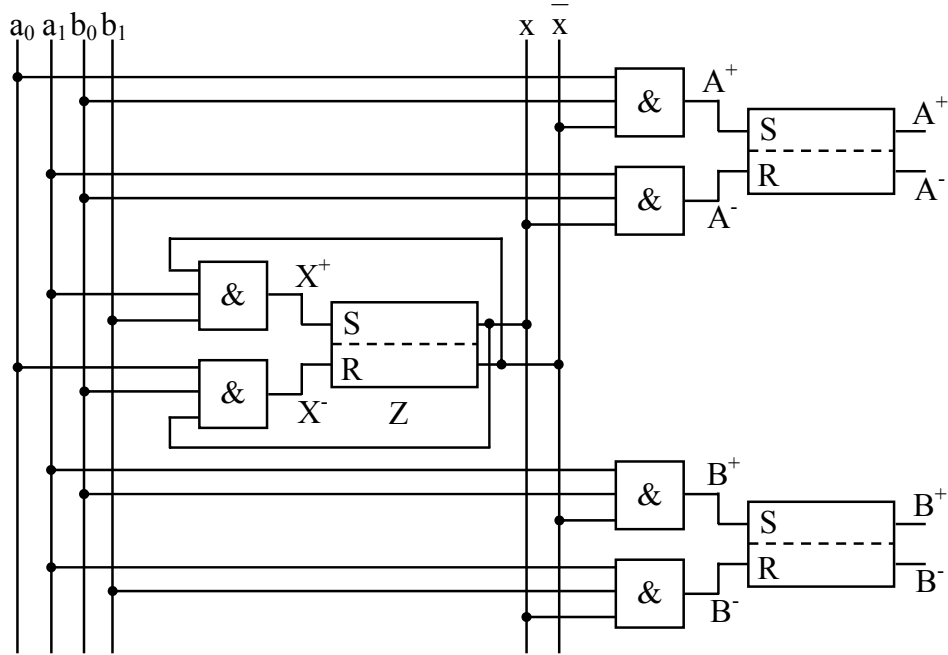 a₀ a₁ b₀ b₁ x x̅
& A⁺
S A⁺
& R A⁻
A⁻
& X⁺
S
& R
X⁻ Z
& B⁺
S B⁺
& R B⁻
B⁻